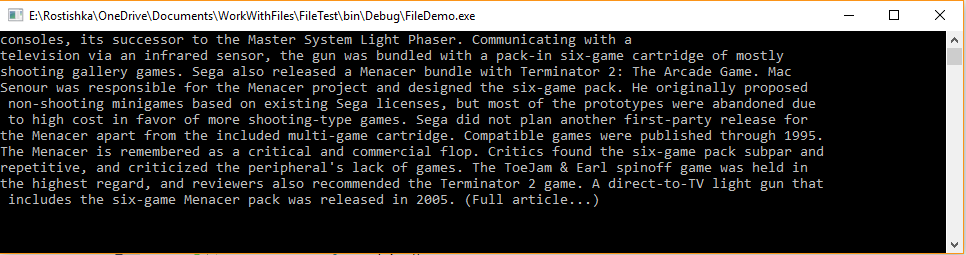 E:\Rostishka\OneDrive\Documents\WorkWithFiles\FileTest\bin\Debug\FileDemo.exe
consoles, its successor to the Master System Light Phaser. Communicating with a
television via an infrared sensor, the gun was bundled with a pack-in six-game cartridge of mostly
shooting gallery games. Sega also released a Menacer bundle with Terminator 2: The Arcade Game. Mac
Senour was responsible for the Menacer project and designed the six-game pack. He originally proposed
non-shooting minigames based on existing Sega licenses, but most of the prototypes were abandoned due
to high cost in favor of more shooting-type games. Sega did not plan another first-party release for
the Menacer apart from the included multi-game cartridge. Compatible games were published through 1995.
The Menacer is remembered as a critical and commercial flop. Critics found the six-game pack subpar and
repetitive, and criticized the peripheral's lack of games. The ToeJam & Earl spinoff game was held in
the highest regard, and reviewers also recommended the Terminator 2 game. A direct-to-TV light gun that
includes the six-game Menacer pack was released in 2005. (Full article...)